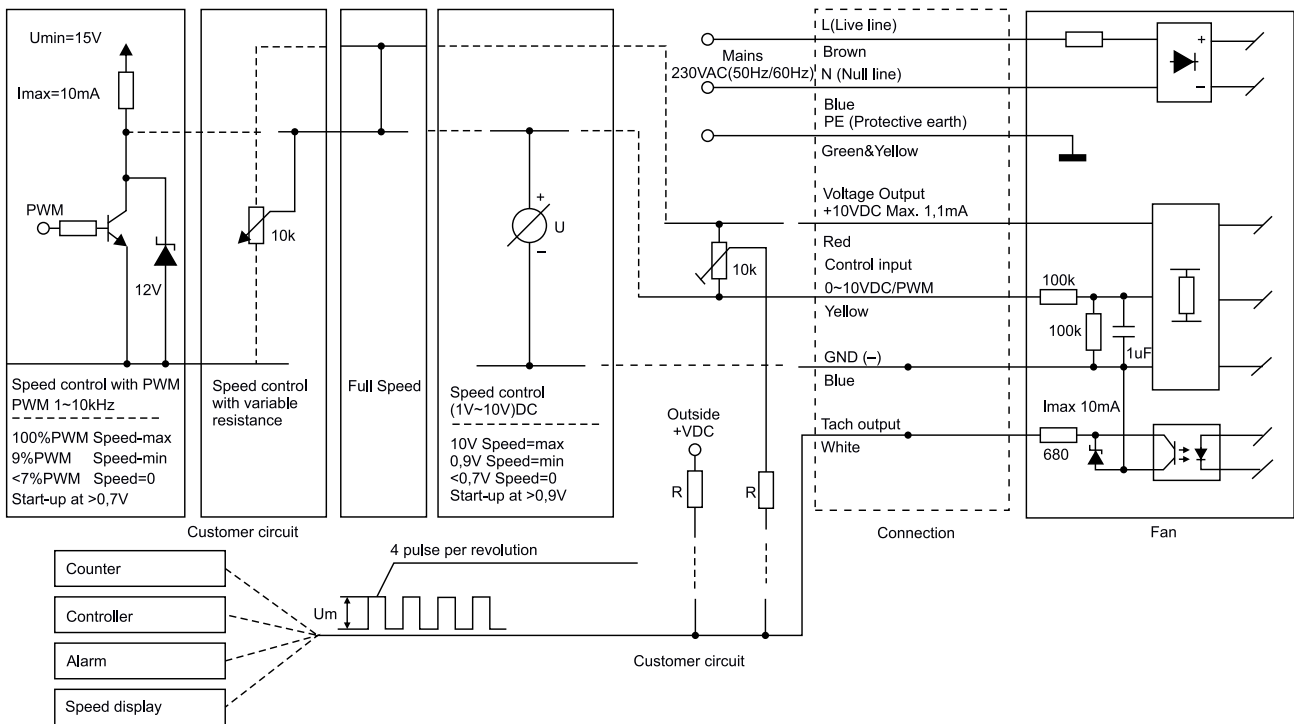 Umin=15V
Imax=10mA
PWM
12V
Speed control with PWM
PWM 1~10kHz
100%PWM Speed-max
9%PWM Speed-min
<7%PWM Speed=0
Start-up at >0,7V
10k
Speed control
with variable
resistance
Full Speed
+
U
−
Speed control
(1V~10V)DC
10V Speed=max
0,9V Speed=min
<0,7V Speed=0
Start-up at >0,9V
Customer circuit
Mains
230VAC(50Hz/60Hz)
L(Live line)
Brown
N (Null line)
Blue
PE (Protective earth)
Green&Yellow
Voltage Output
+10VDC Max. 1,1mA
Red
10k
Control input
0~10VDC/PWM
Yellow
GND (–)
Blue
Outside
+VDC
R
R
Tach output
White
Connection
+
−
100k
100k
1uF
Imax 10mA
680
Fan
Counter
Controller
Alarm
Speed display
4 pulse per revolution
Um
Customer circuit